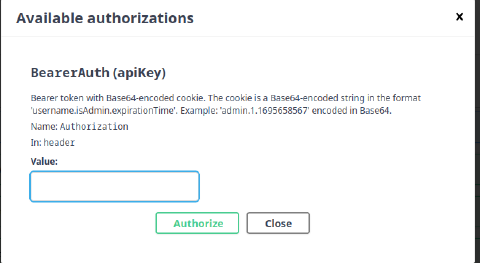 Available authorizations
x
BearerAuth (apiKey)
Bearer token with Base64-encoded cookie. The cookie is a Base64-encoded string in the format
'username.isAdmin.expirationTime'. Example: 'admin.1.1695658567' encoded in Base64.
Name: Authorization
In: header
Value:
Authorize Close